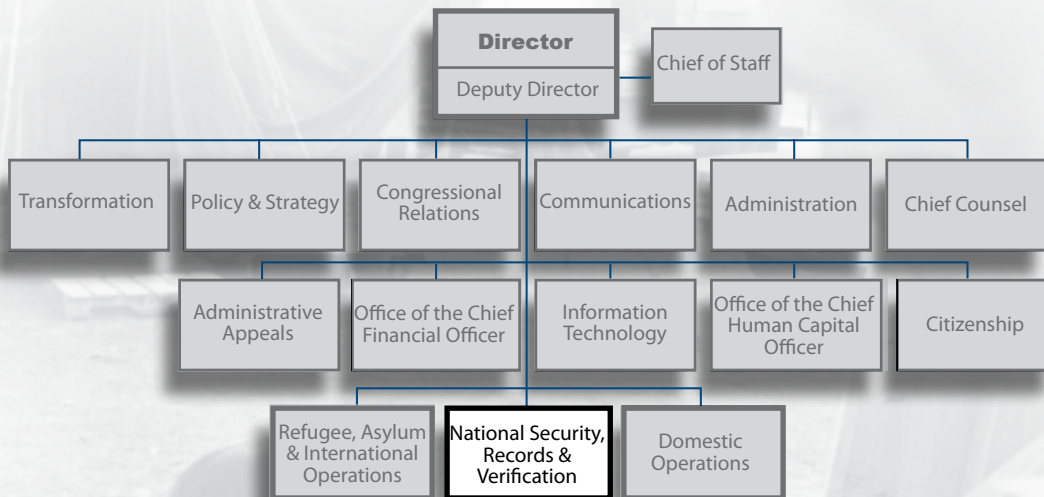 Director
Deputy Director
Chief of Staff
Transformation
Policy & Strategy
Congressional
Relations
Communications
Administration
Chief Counsel
Administrative
Appeals
Office of the Chief
Financial Officer
Information
Technology
Office of the Chief
Human Capital
Officer
Citizenship
Refugee, Asylum
& International
Operations
National Security,
Records &
Verification
Domestic
Operations